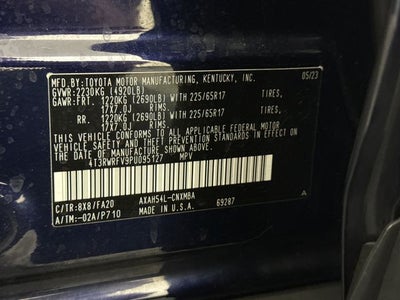 MFD.BY:TOYOTA MOTOR MANUFACTURING, KENTUCKY, INC.
GVWR:2230KG (4920LB) 05/23
GAWR:FRT. 1220KG (2690LB) WITH 225/65R17 TIRES,
17X7.0J RIMS,
RR. 1220KG (2690LB) WITH 225/65R17 TIRES,
17X7.0J RIMS,
THIS VEHICLE CONFORMS TO ALL APPLICABLE FEDERAL MOTOR
VEHICLE SAFETY AND THEFT PREVENTION STANDARDS IN EFFECT
ON THE DATE OF MANUFACTURE SHOWN ABOVE.
4T3RWRFV9PU095127 MPV
C/TR:8X8/FA20 AXAH54L-CNXMBA A
A/TM:-02A/P710 MADE IN U.S.A. 69287